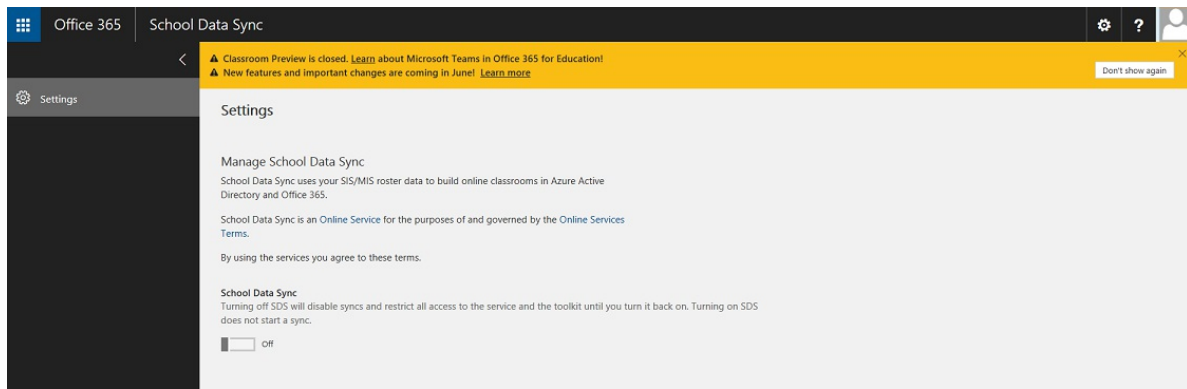 Office 365
School Data Sync
?
Classroom Preview is closed. Learn about Microsoft Teams in Office 365 for Education!
New features and important changes are coming in June! Learn more
Don't show again
Settings
Settings
Manage School Data Sync
School Data Sync uses your SIS/MIS roster data to build online classrooms in Azure Active
Directory and Office 365.
School Data Sync is an Online Service for the purposes of and governed by the Online Services
Terms.
By using the services you agree to these terms.
School Data Sync
Turning off SDS will disable syncs and restrict all access to the service and the toolkit until you turn it back on. Turning on SDS
does not start a sync.
Off